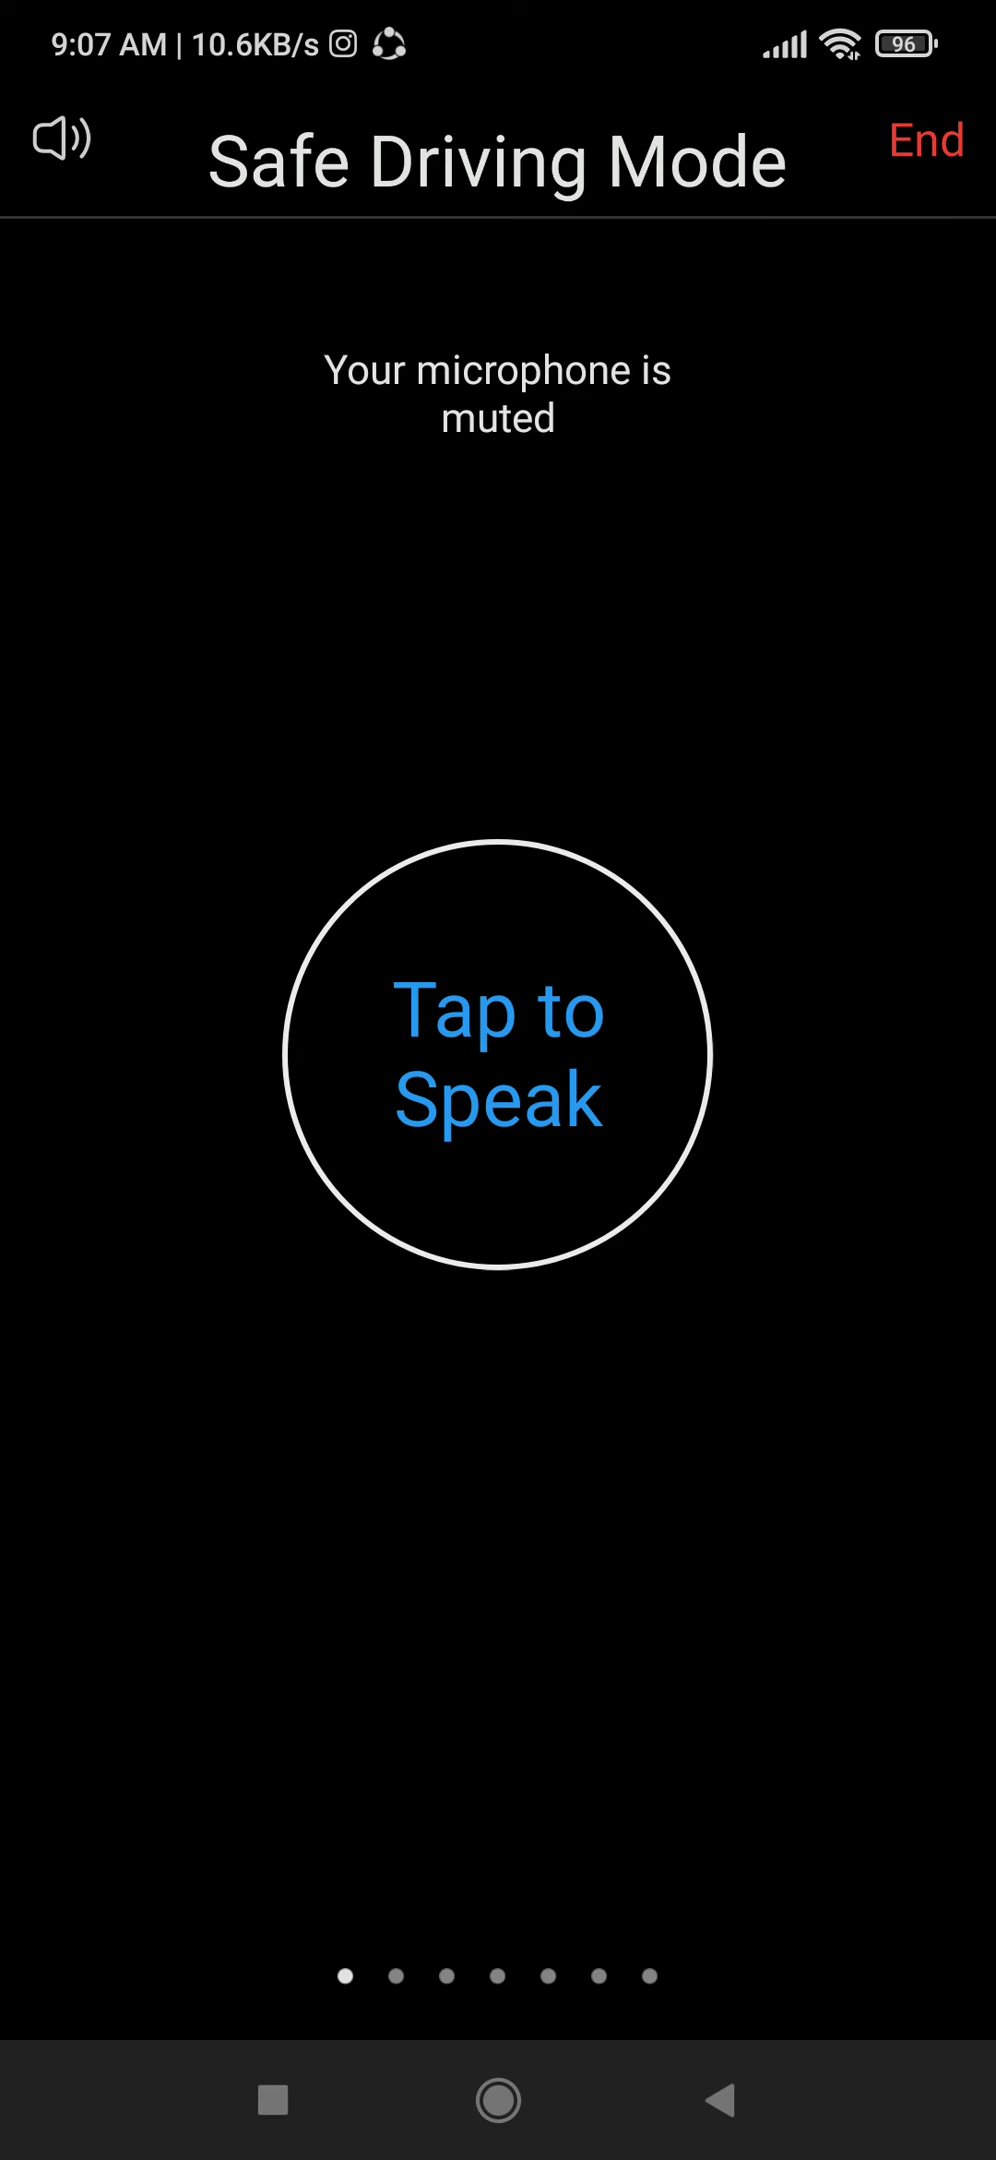 9:07 AM | 10.6KB/s
96
Safe Driving Mode
End
Your microphone is
muted
Tap to
Speak